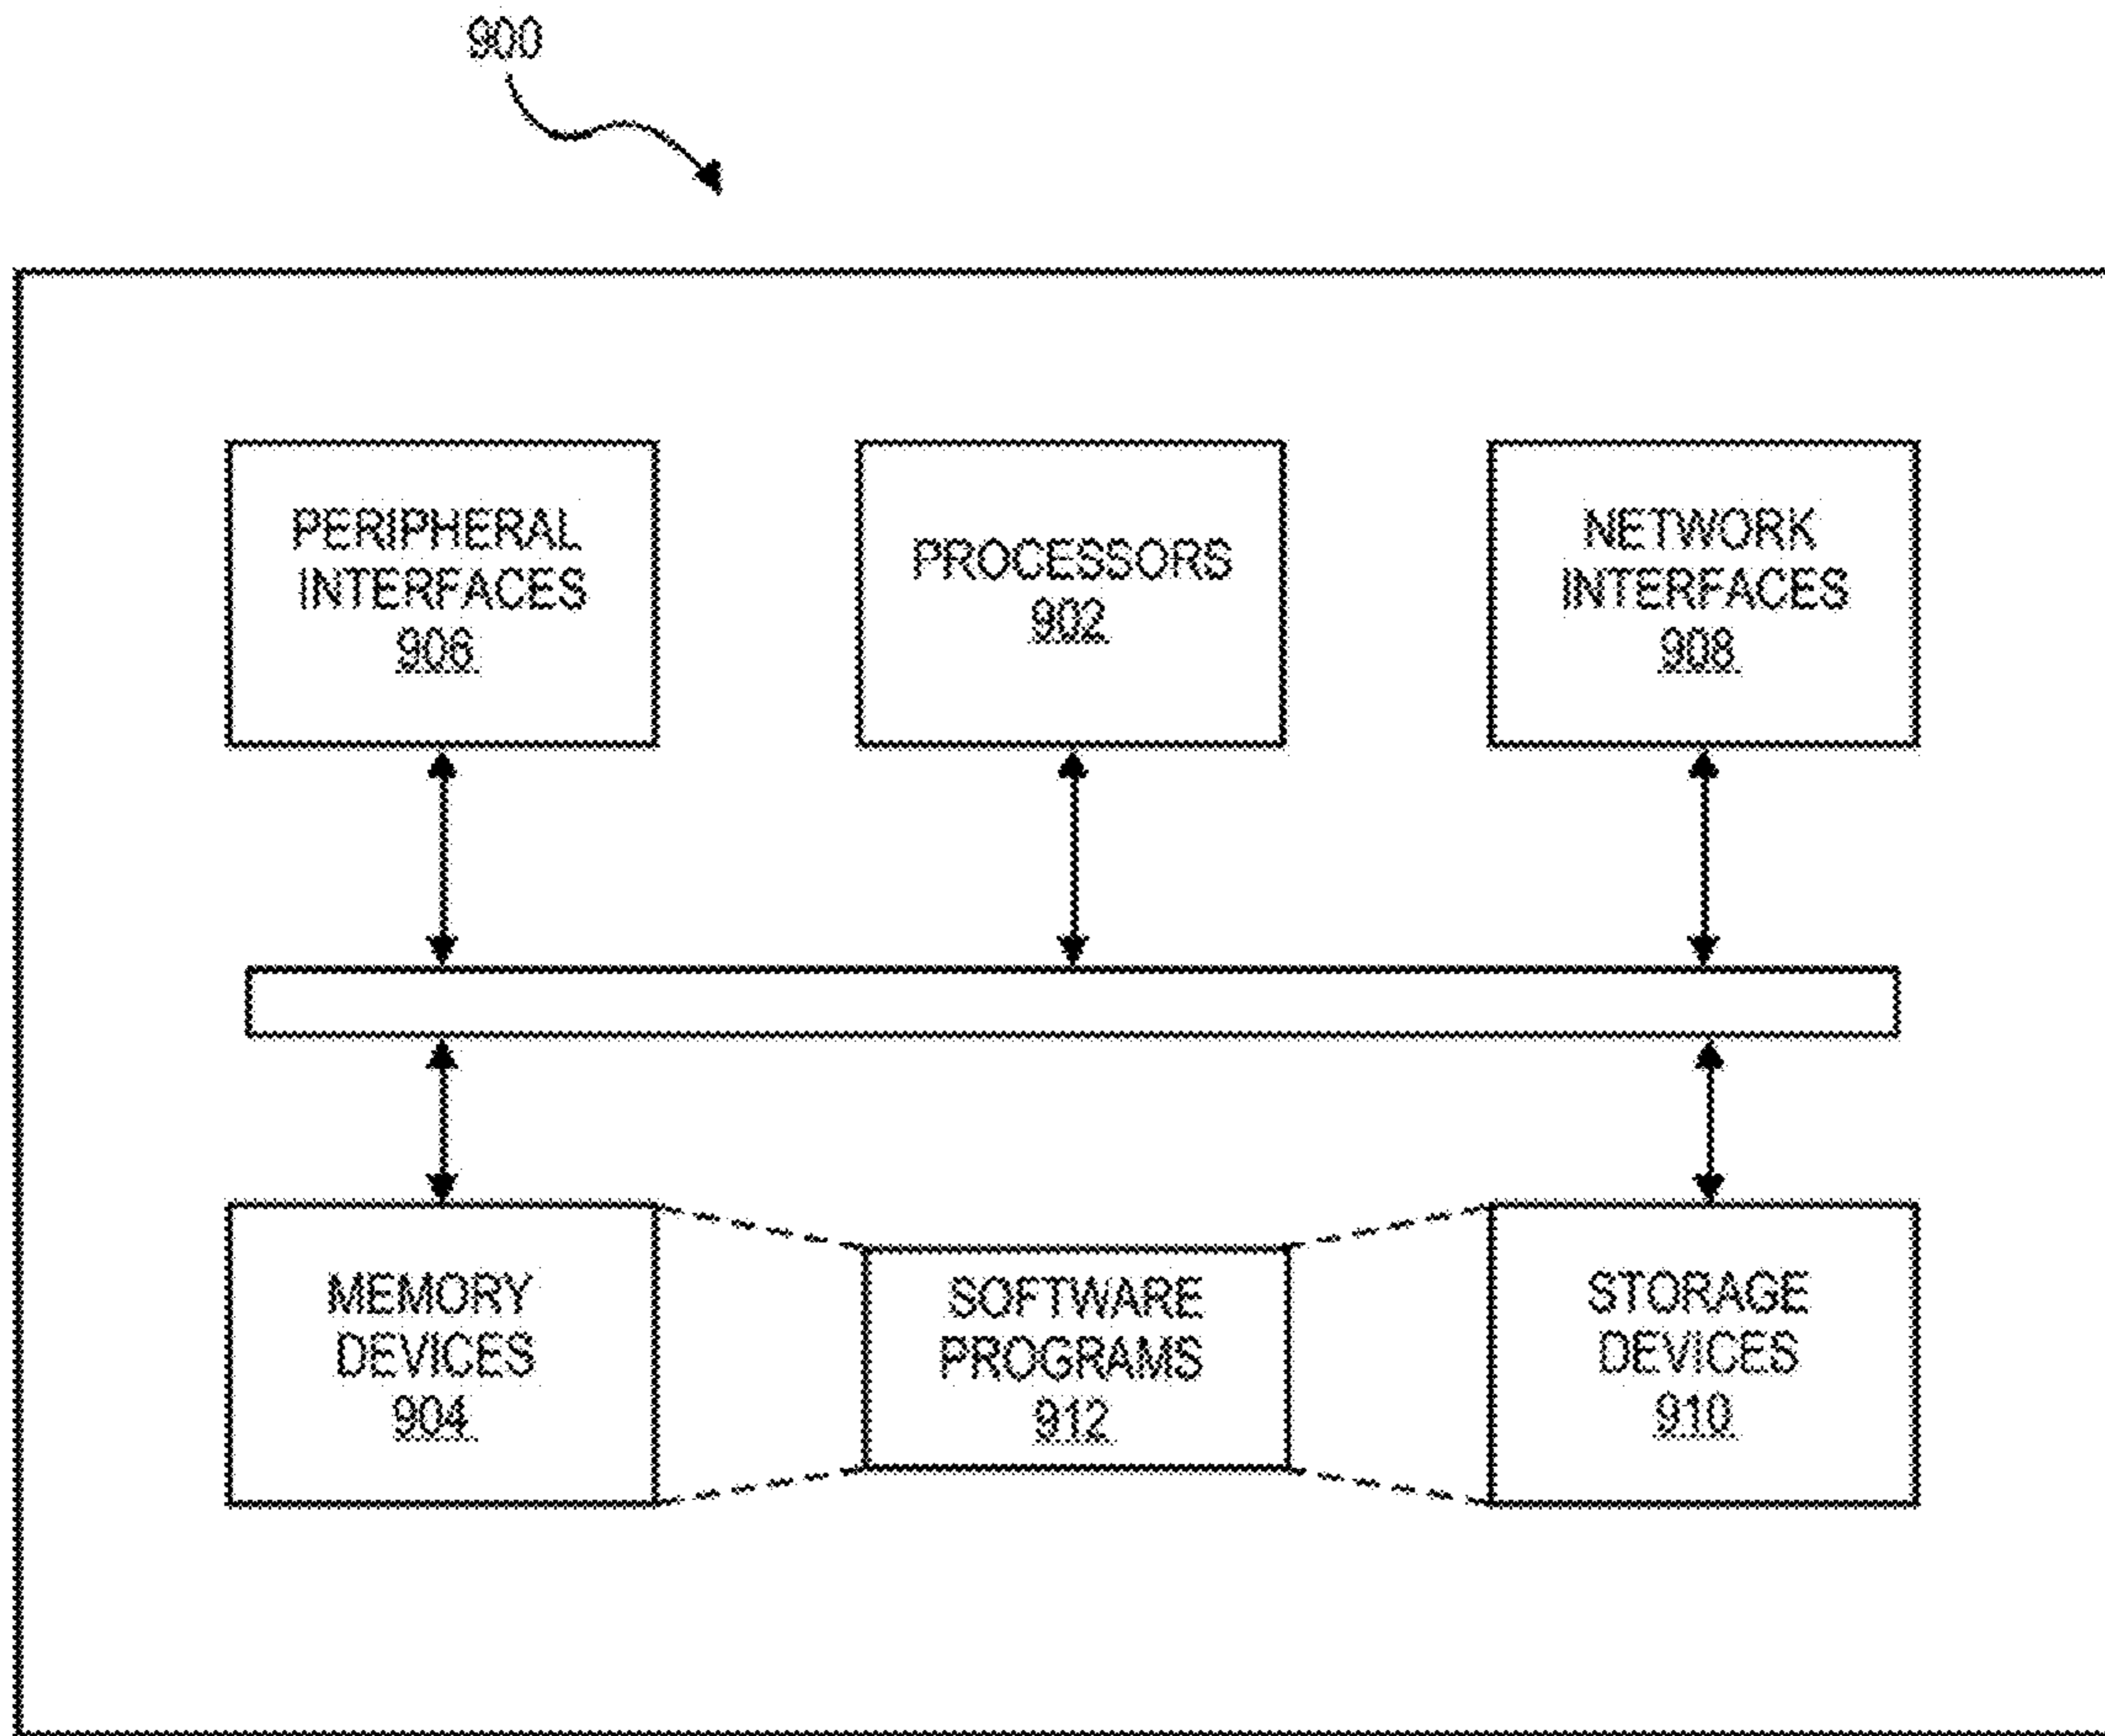 900
PERIPHERAL
INTERFACES
906
PROCESSORS
902
NETWORK
INTERFACES
908
MEMORY
DEVICES
904
SOFTWARE
PROGRAMS
912
STORAGE
DEVICES
910